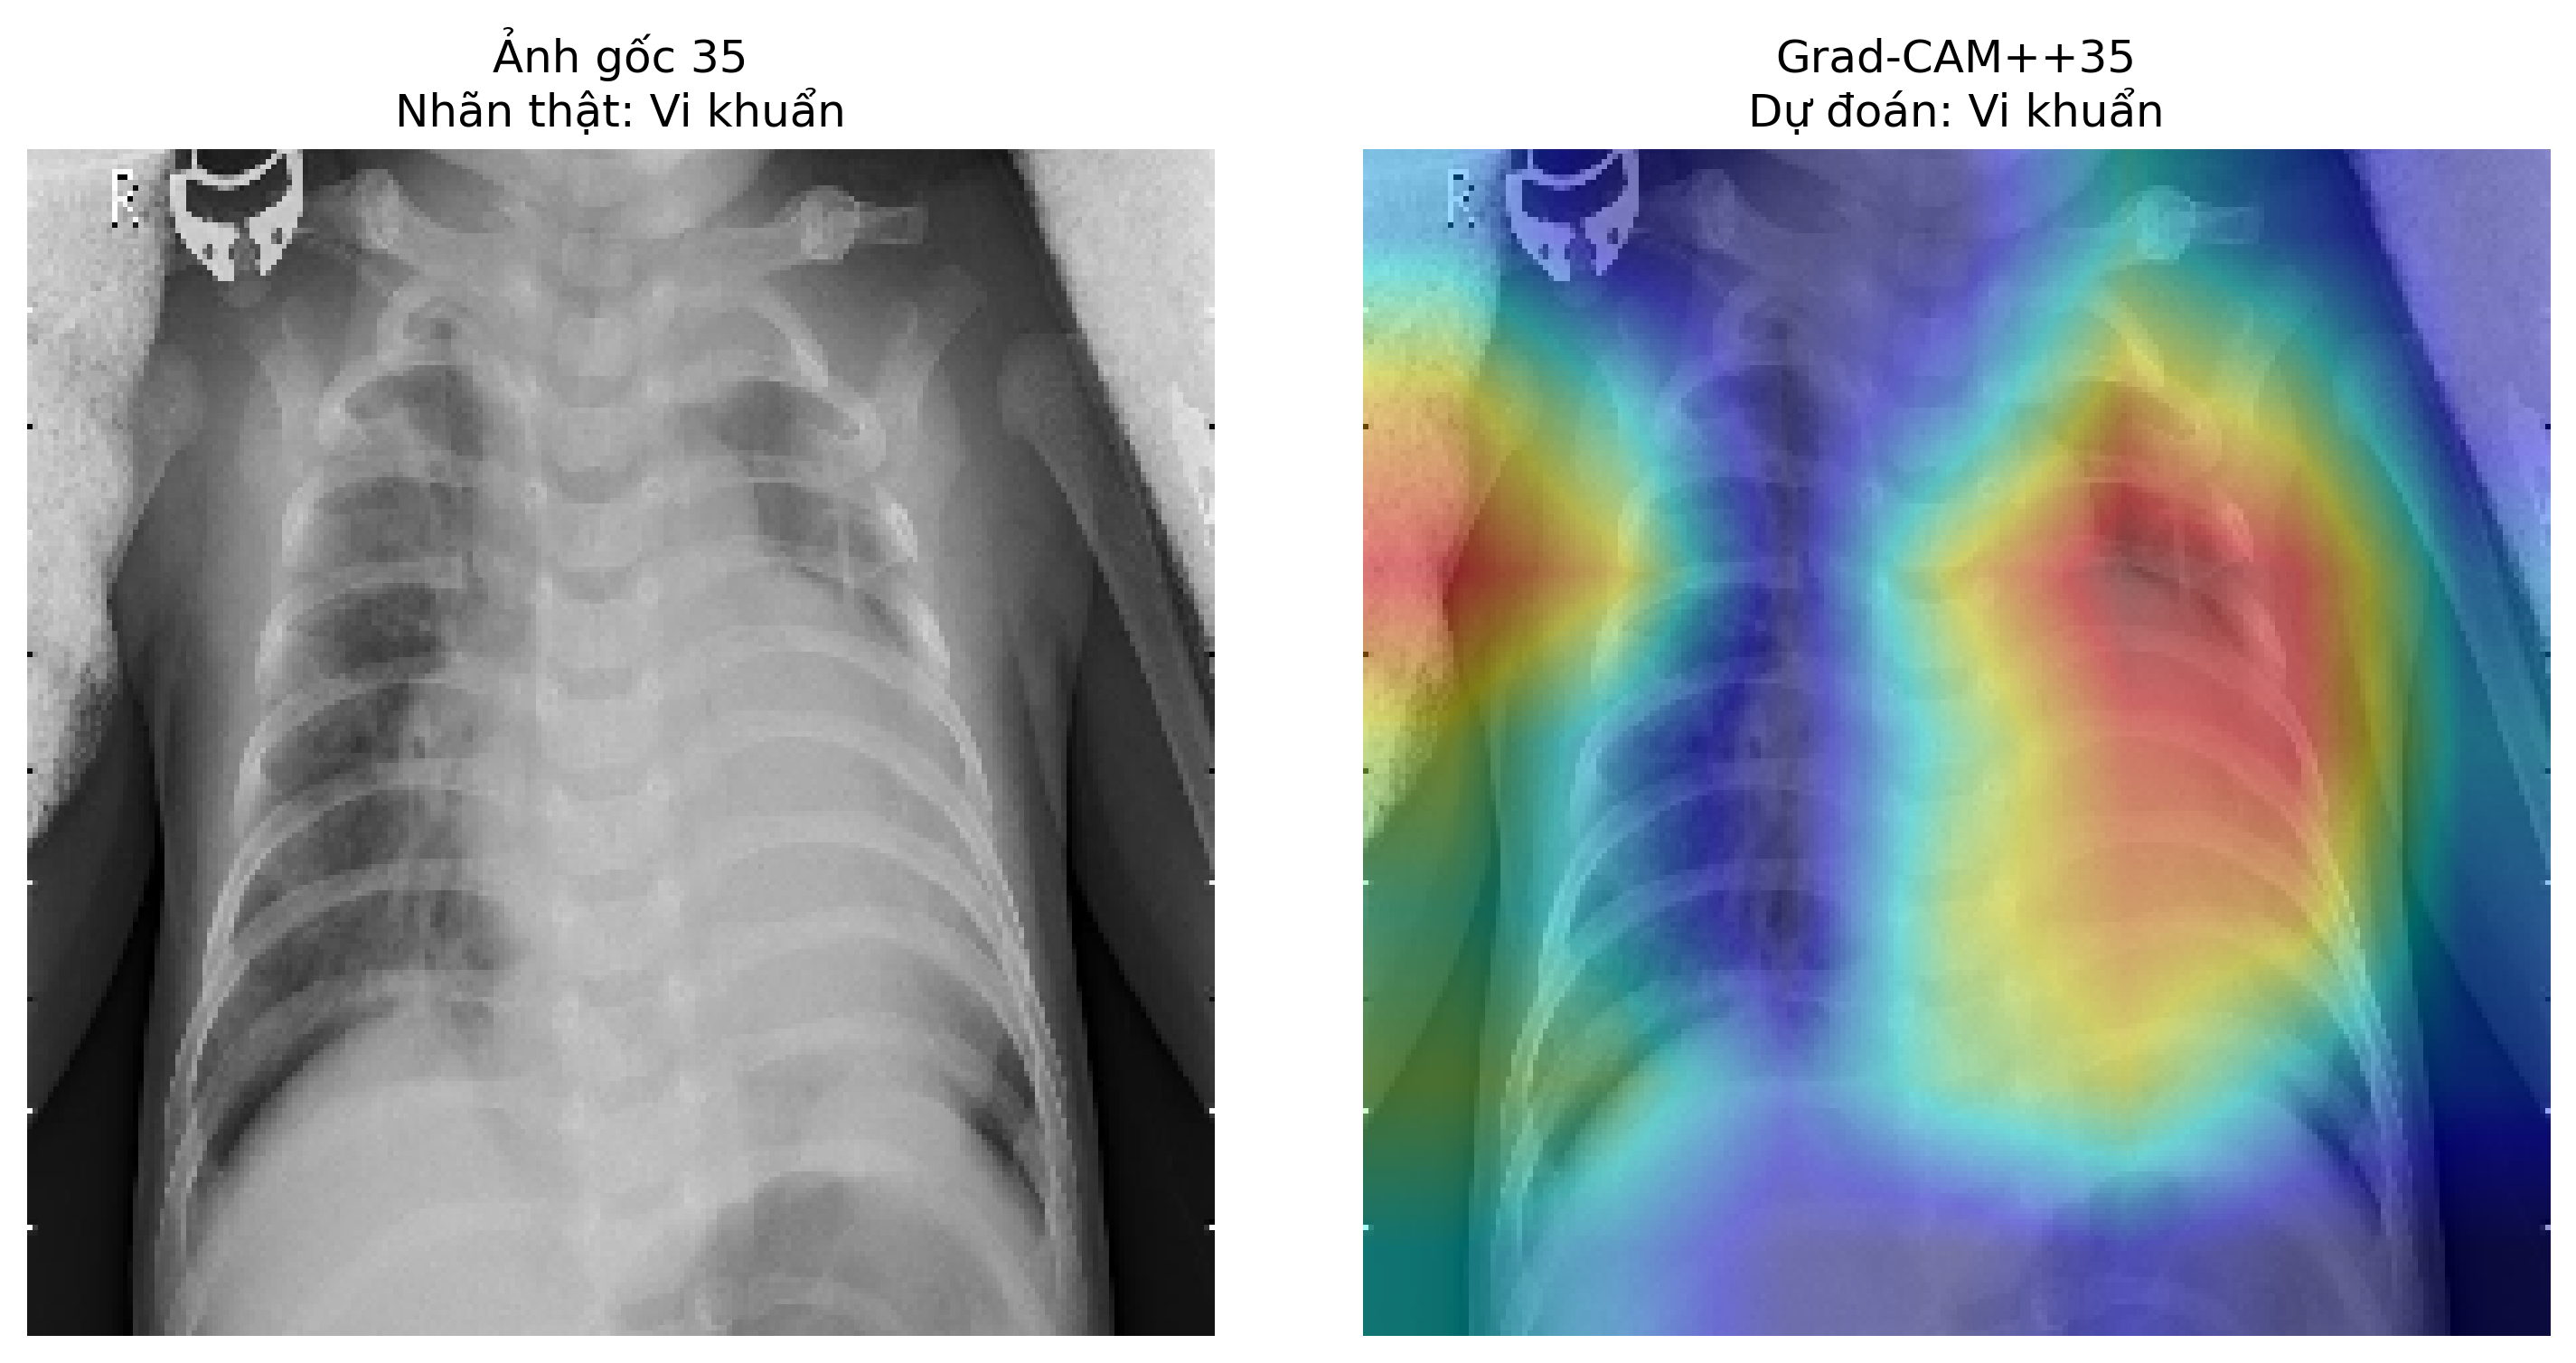 Ảnh gốc 35
Nhãn thật: Vi khuẩn
Grad-CAM++35
Dự đoán: Vi khuẩn
R
R